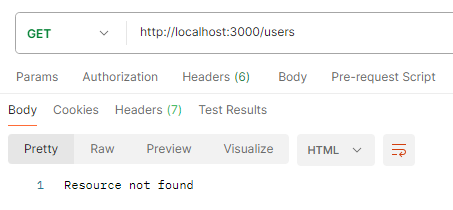 GET http://localhost:3000/users
Params Authorization Headers (6) Body Pre-request Script
Body Cookies Headers (7) Test Results
Pretty Raw Preview Visualize HTML
1 Resource not found